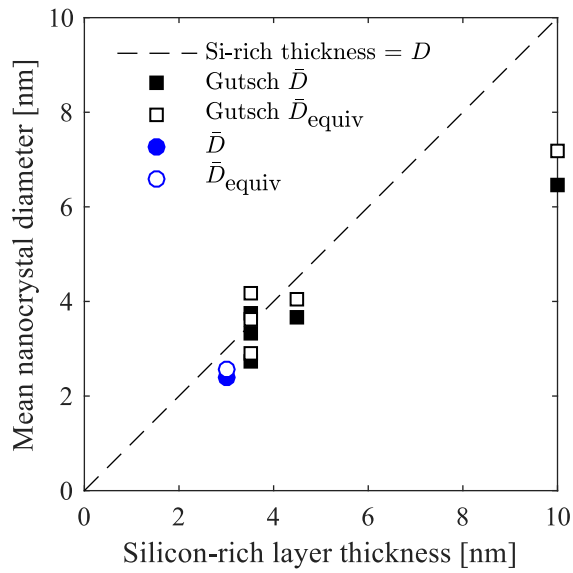 10
8
6
4
2
0
Mean nanocrystal diameter [nm]
Si-rich thickness = D
Gutsch D̄
Gutsch D̄equiv
D̄
D̄equiv
0 2 4 6 8 10
Silicon-rich layer thickness [nm]